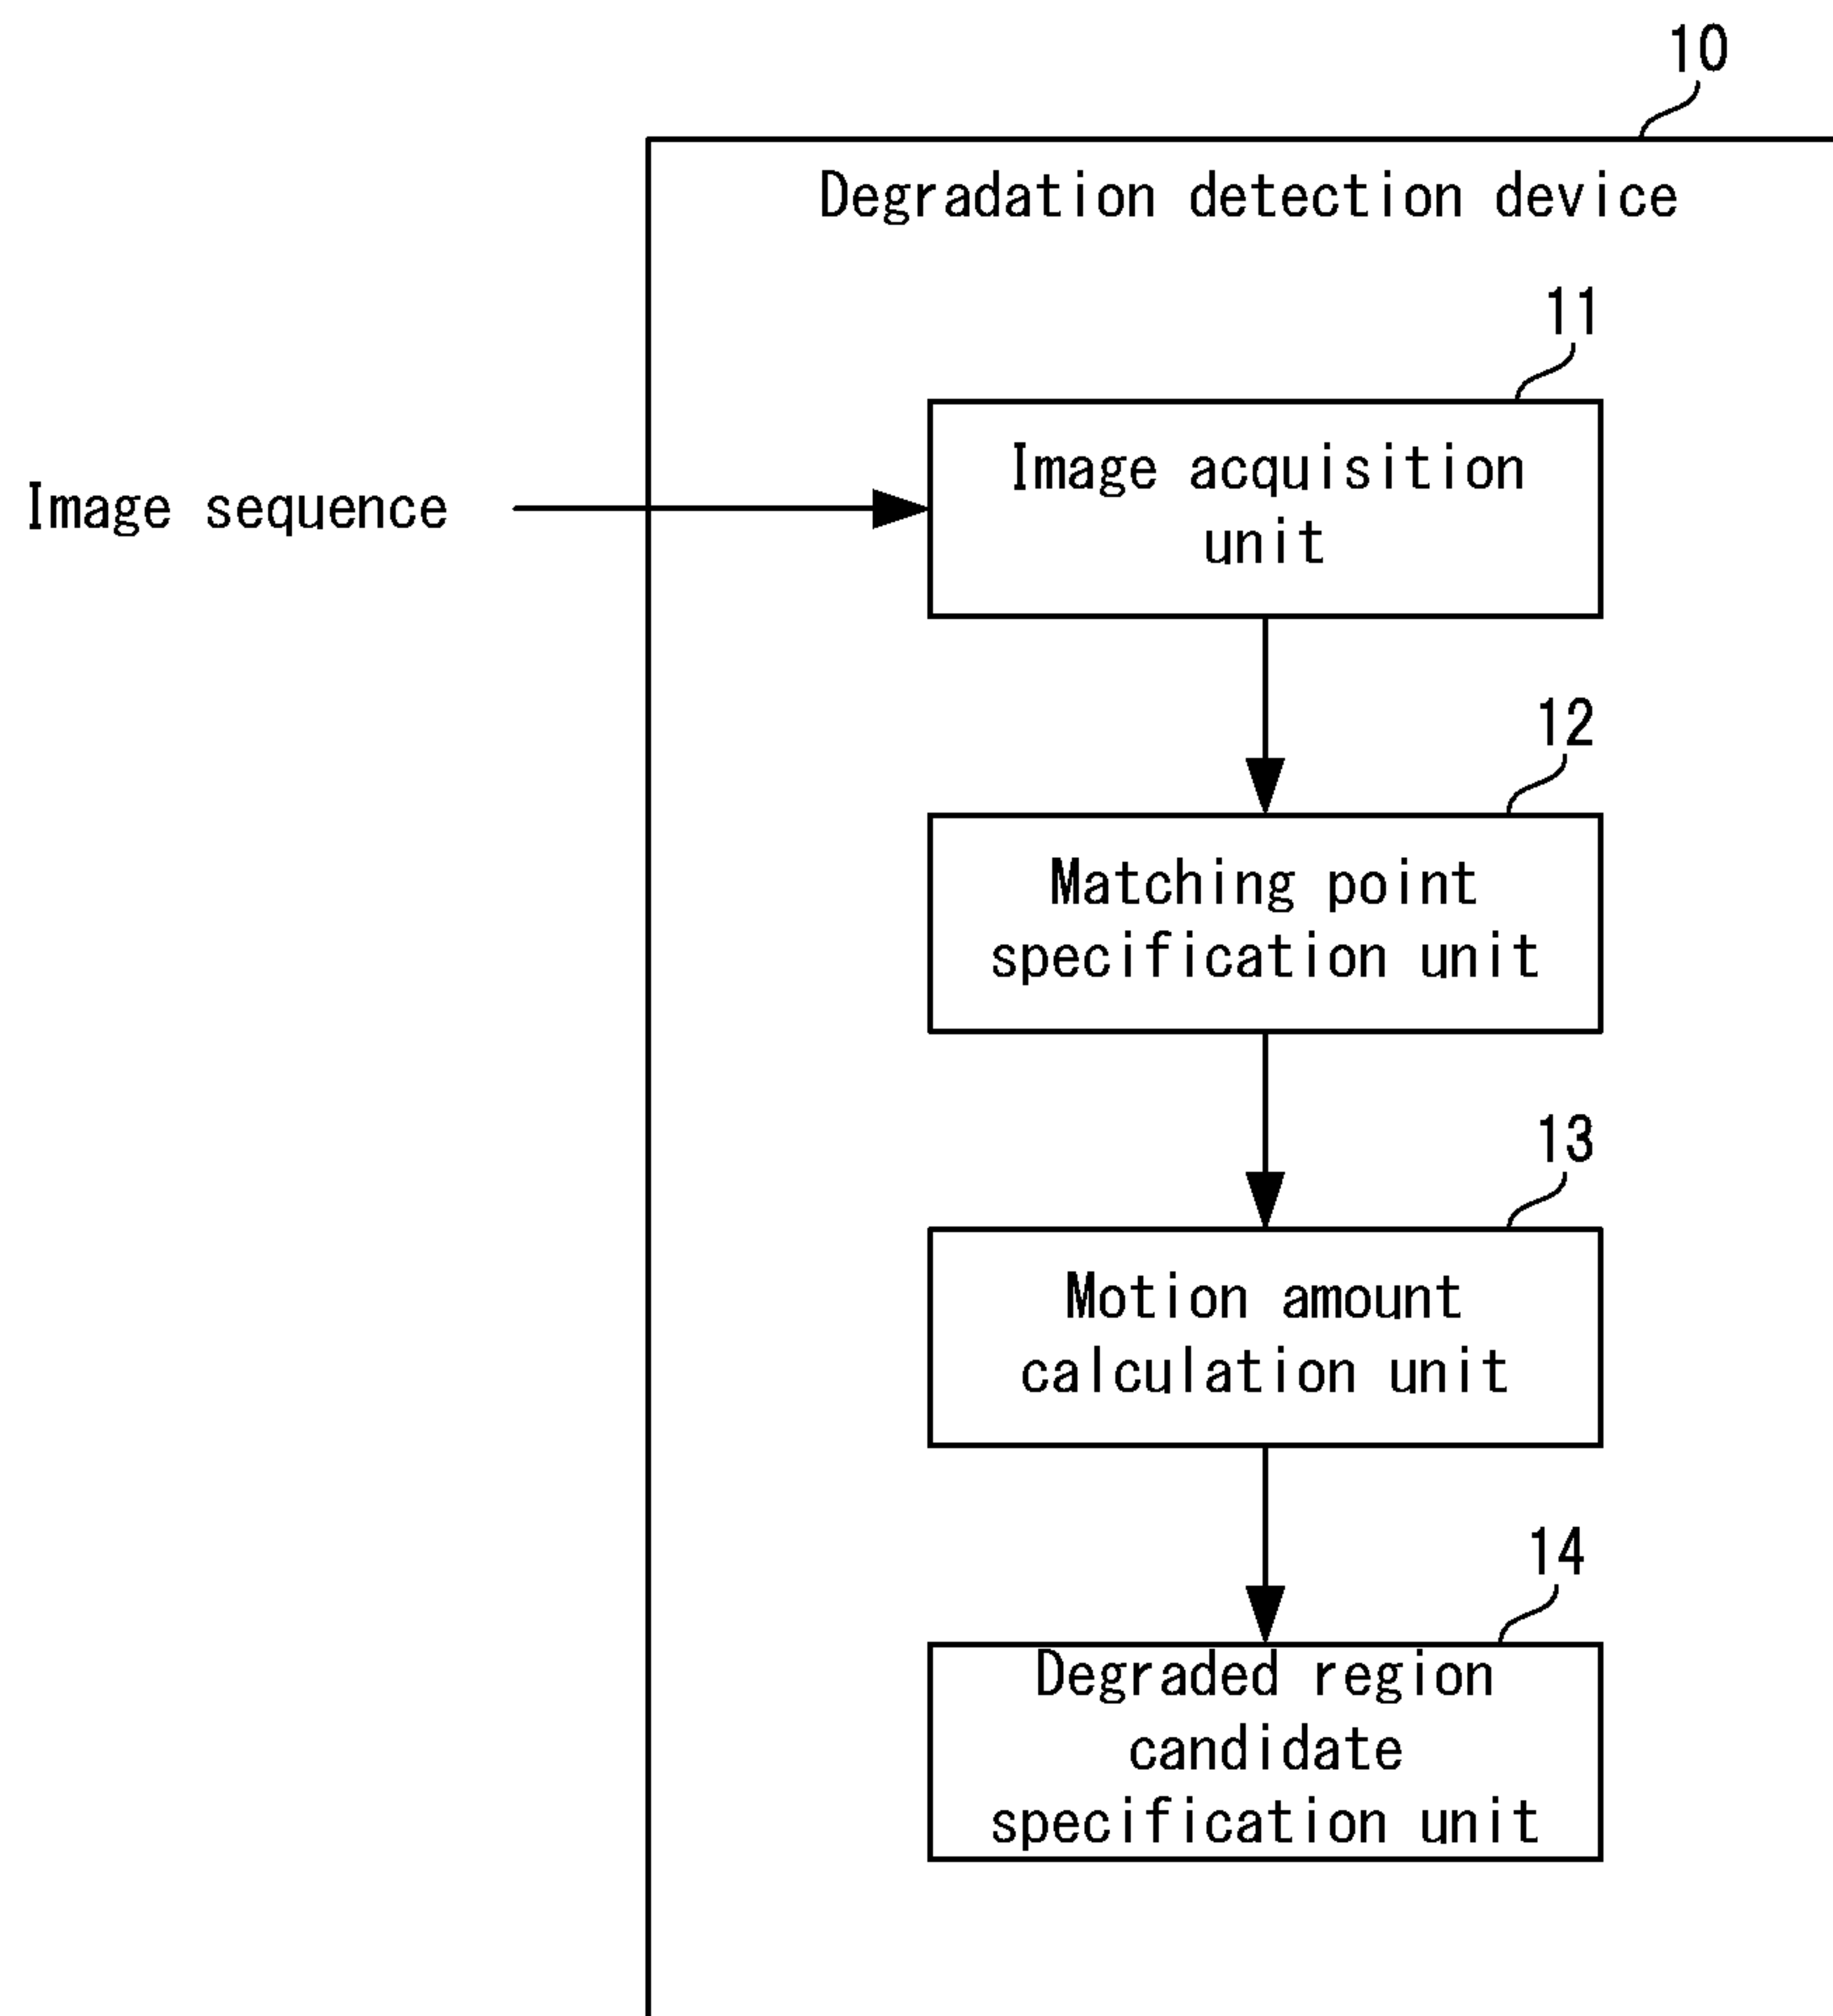 10
Degradation detection device
11
Image acquisition
unit
Image sequence
12
Matching point
specification unit
13
Motion amount
calculation unit
14
Degraded region
candidate
specification unit